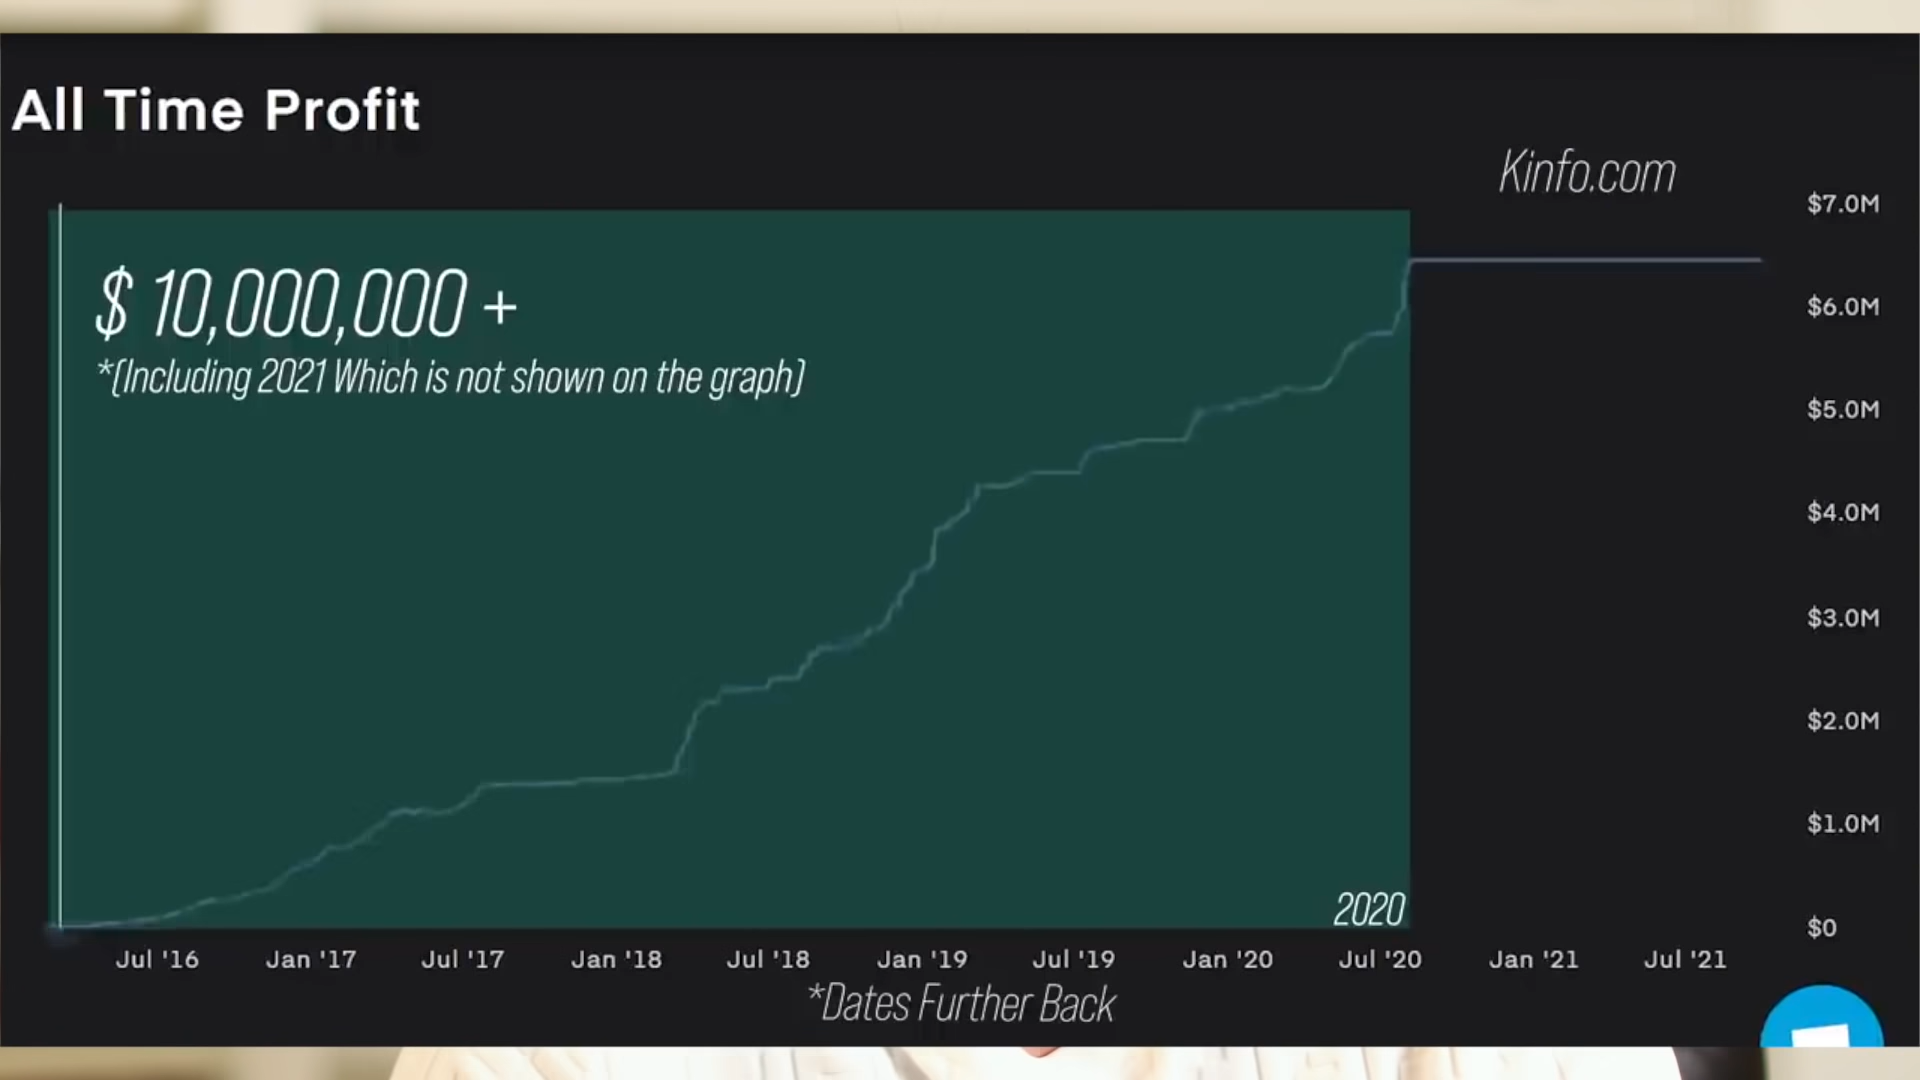 All Time Profit
Kinfo.com
$7.0M
$ 10,000,000 +
*(Including 2021 Which is not shown on the graph)
$6.0M
$5.0M
$4.0M
$3.0M
$2.0M
$1.0M
2020
$0
Jul '16 Jan '17 Jul '17 Jan '18 Jul '18 Jan '19 Jul '19 Jan '20 Jul '20 Jan '21 Jul '21
*Dates Further Back